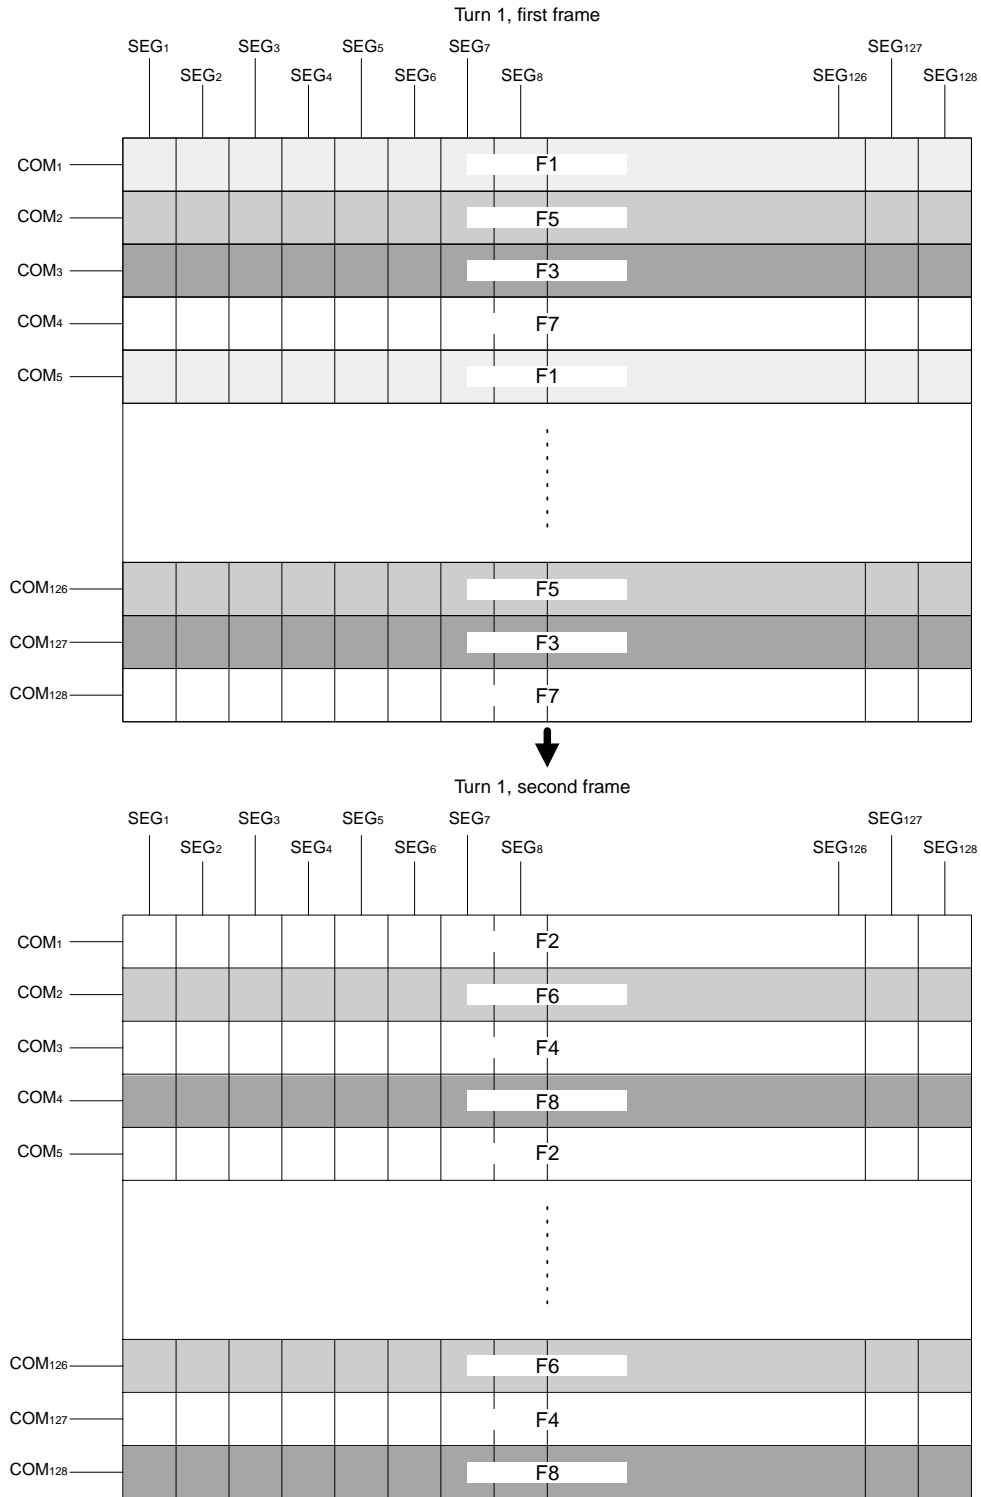 Turn 1, first frame
SEG₁ SEG₃ SEG₅ SEG₇ SEG₁₂₇
SEG₂ SEG₄ SEG₆ SEG₈ SEG₁₂₆ SEG₁₂₈
COM₁ F1
COM₂ F5
COM₃ F3
COM₄ F7
COM₅ F1
COM₁₂₆ F5
COM₁₂₇ F3
COM₁₂₈ F7
Turn 1, second frame
SEG₁ SEG₃ SEG₅ SEG₇ SEG₁₂₇
SEG₂ SEG₄ SEG₆ SEG₈ SEG₁₂₆ SEG₁₂₈
COM₁ F2
COM₂ F6
COM₃ F4
COM₄ F8
COM₅ F2
COM₁₂₆ F6
COM₁₂₇ F4
COM₁₂₈ F8